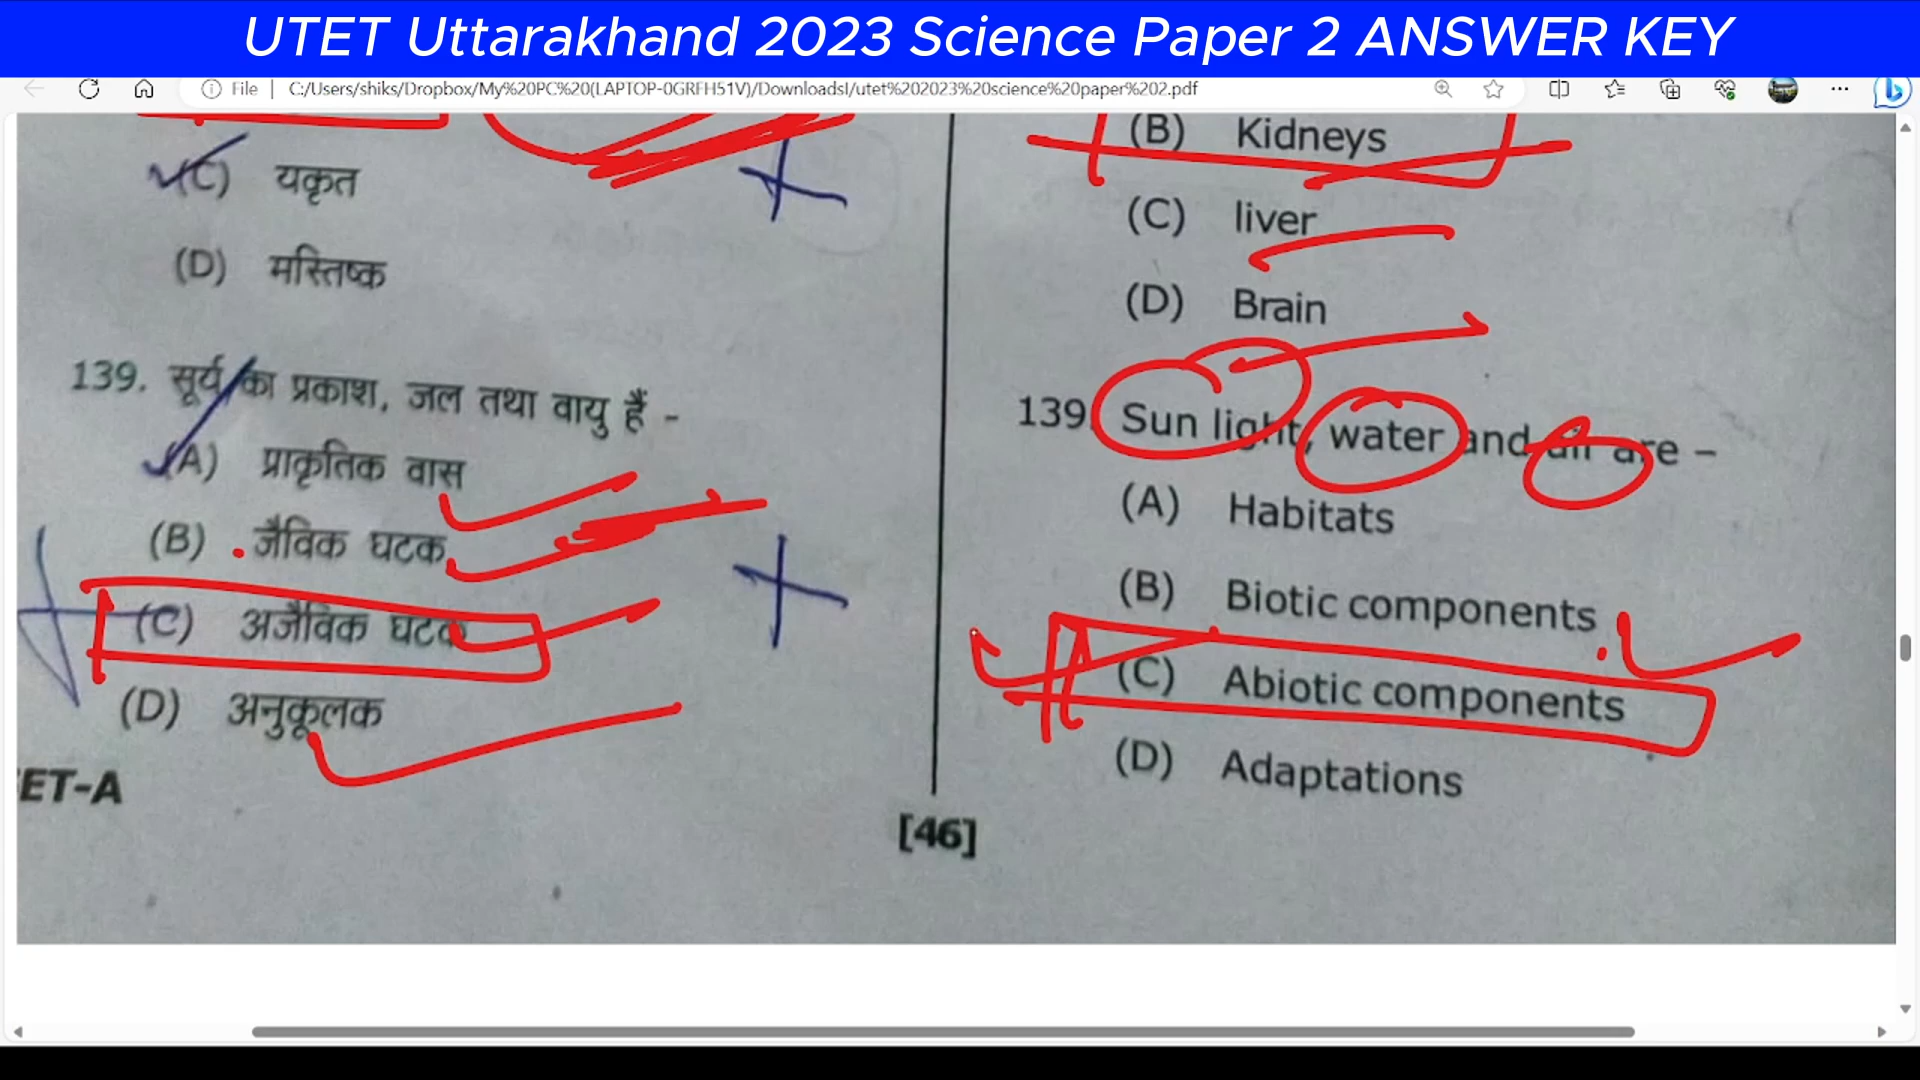 UTET Uttarakhand 2023 Science Paper 2 ANSWER KEY
File | C:/Users/shiks/Dropbox/My%20PC%20(LAPTOP-0GRFH51V)/Downloadsl/utet%202023%20science%20paper%202.pdf
(C) यकृत
(D) मस्तिष्क
139. सूर्य का प्रकाश, जल तथा वायु हैं -
(A) प्राकृतिक वास
(B) जैविक घटक
(C) अजैविक घटक
(D) अनुकूलक
ET-A
(B) Kidneys
(C) liver
(D) Brain
139. Sun light, water and air are –
(A) Habitats
(B) Biotic components
(C) Abiotic components
(D) Adaptations
[46]